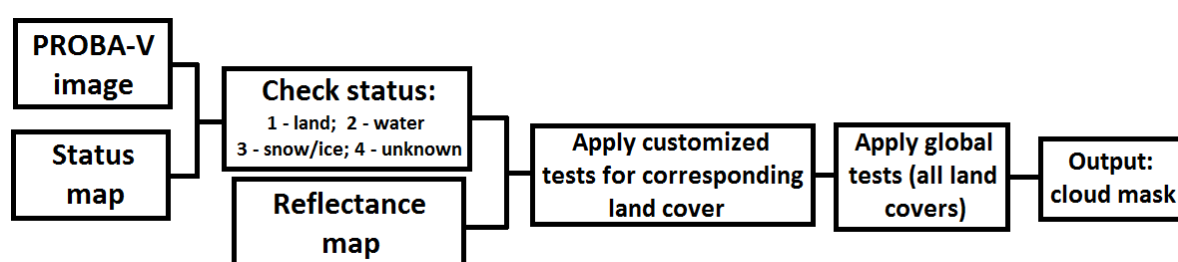 PROBA-V
image
Status
map
Check status:
1 - land; 2 - water
3 - snow/ice; 4 - unknown
Reflectance
map
Apply customized
tests for corresponding
land cover
Apply global
tests (all land
covers)
Output:
cloud mask